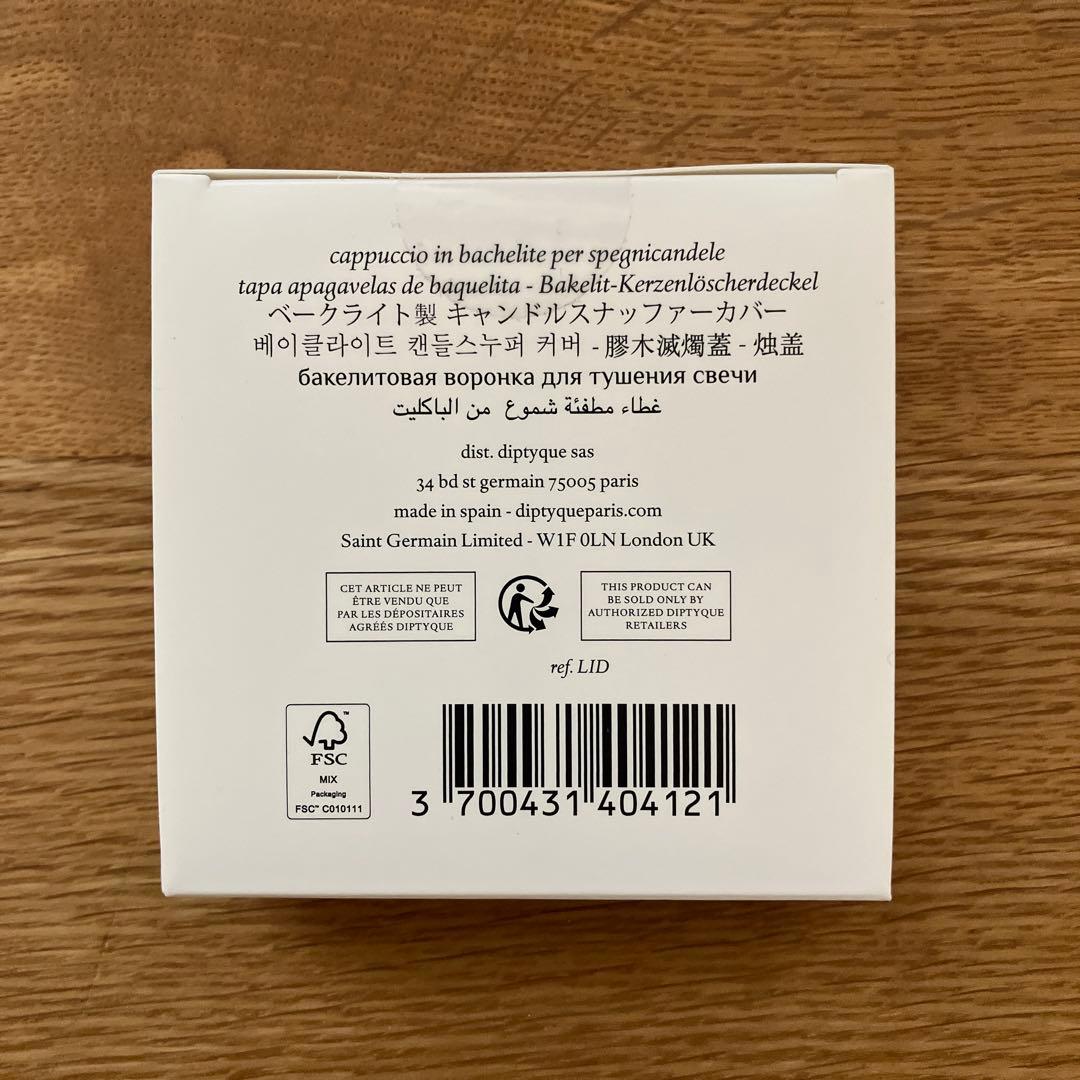 cappuccio in bachelite per spegnicandele
tapa apagavelas de baquelita - Bakelit-Kerzenlöscherdeckel
ベークライト製 キャンドルスナッファーカバー
베이클라이트 캔들스누퍼 커버 - 膠木滅燭蓋 - 烛盖
бакелитовая воронка для тушения свечи
غطاء مطفئة شموع من الباكليت
dist. diptyque sas
34 bd st germain 75005 paris
made in spain - diptyqueparis.com
Saint Germain Limited - W1F 0LN London UK
CET ARTICLE NE PEUT
ÊTRE VENDU QUE
PAR LES DÉPOSITAIRES
AGRÉÉS DIPTYQUE
THIS PRODUCT CAN
BE SOLD ONLY BY
AUTHORIZED DIPTYQUE
RETAILERS
ref. LID
FSC™
MIX
Packaging
FSC™ C010111
3 700431 404121